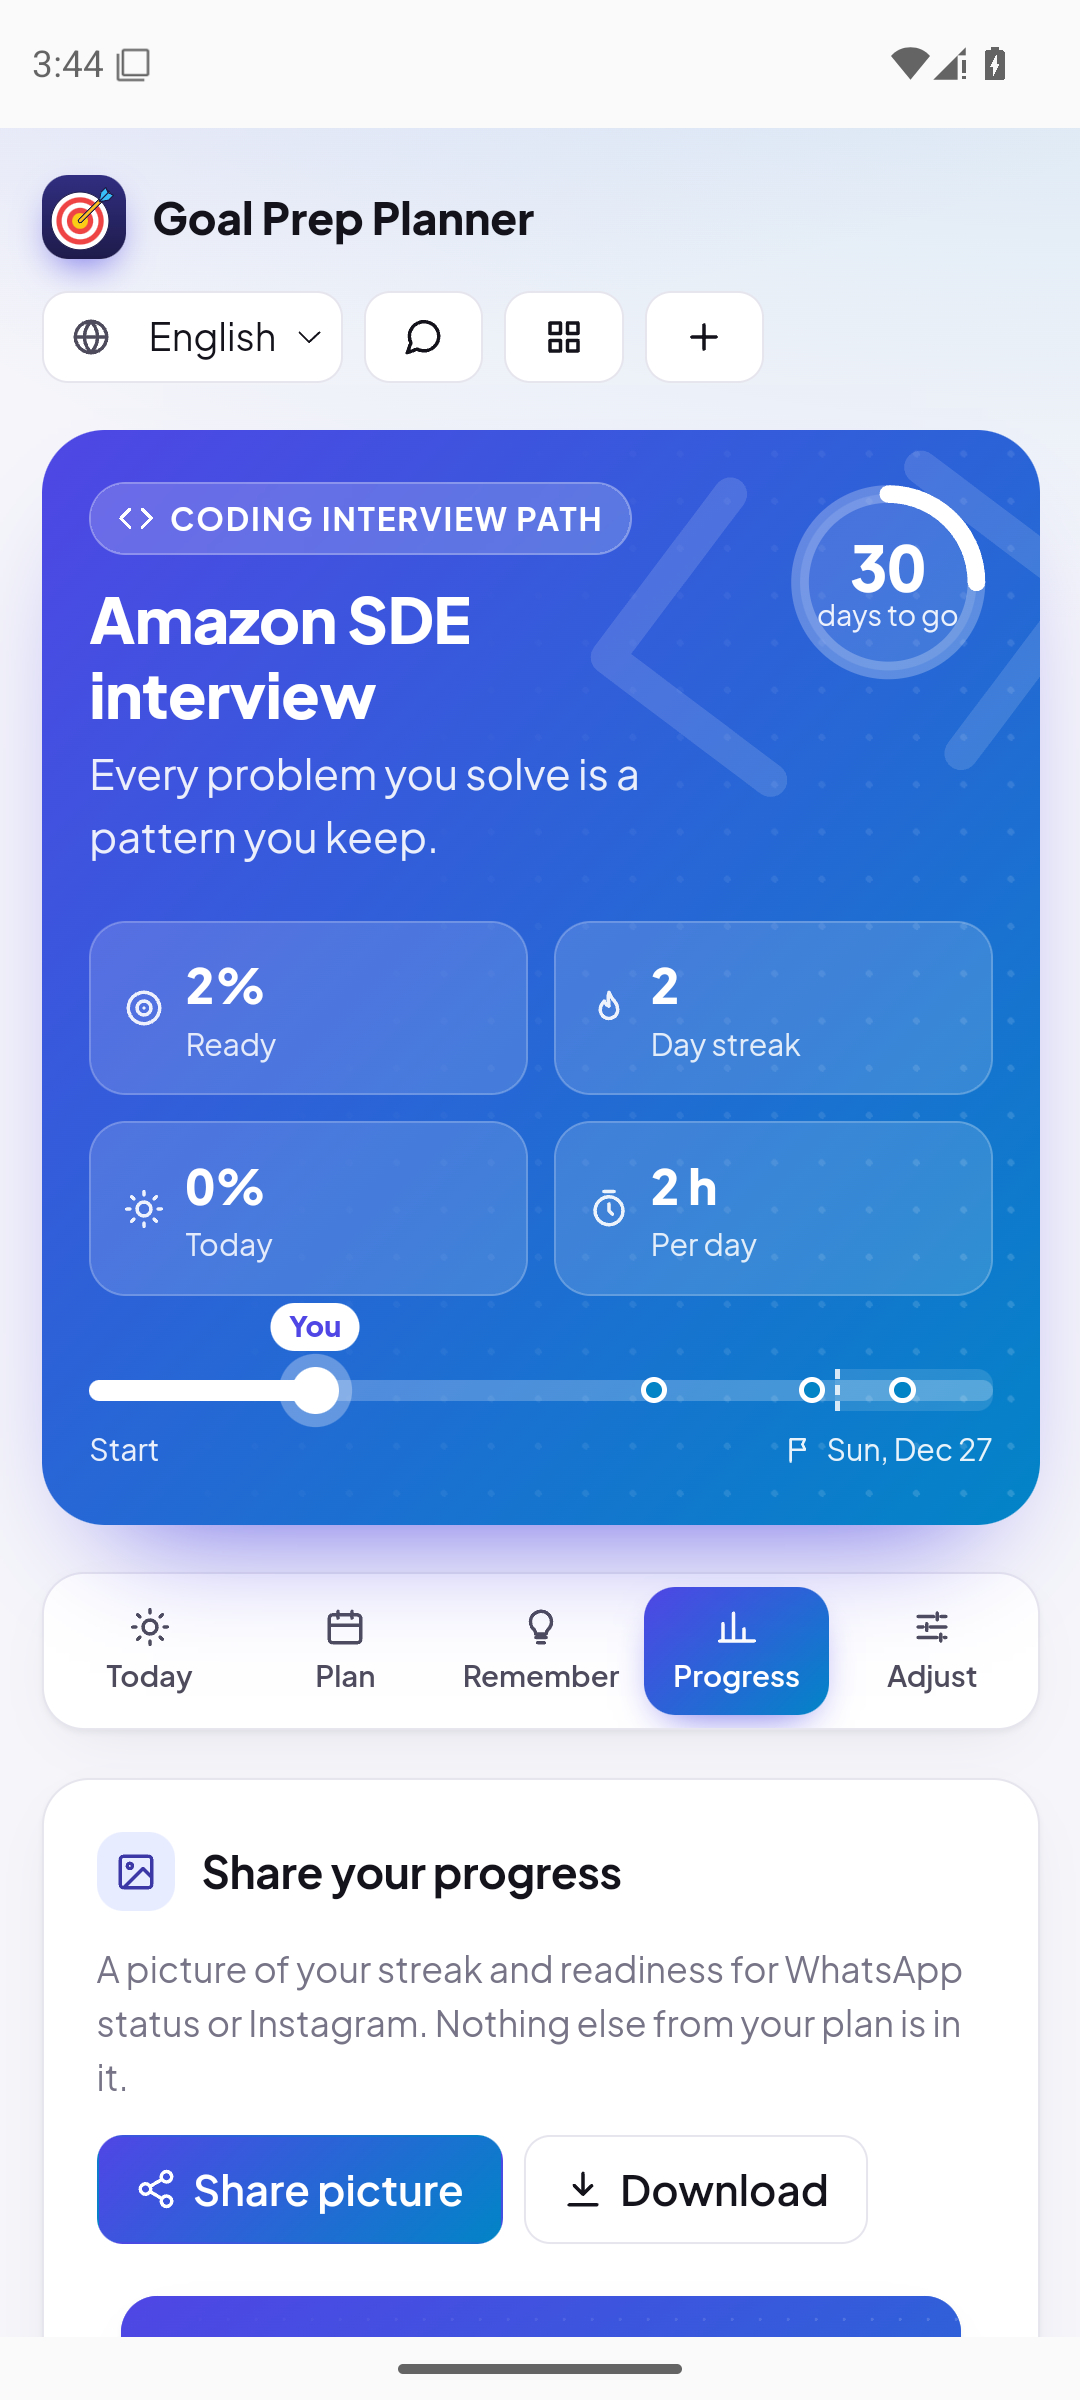 3:44
Goal Prep Planner
English
CODING INTERVIEW PATH
30
days to go
Amazon SDE
interview
Every problem you solve is a
pattern you keep.
2%
Ready
2
Day streak
0%
Today
2 h
Per day
You
Start
Sun, Dec 27
Today
Plan
Remember
Progress
Adjust
Share your progress
A picture of your streak and readiness for WhatsApp
status or Instagram. Nothing else from your plan is in
it.
Share picture
Download